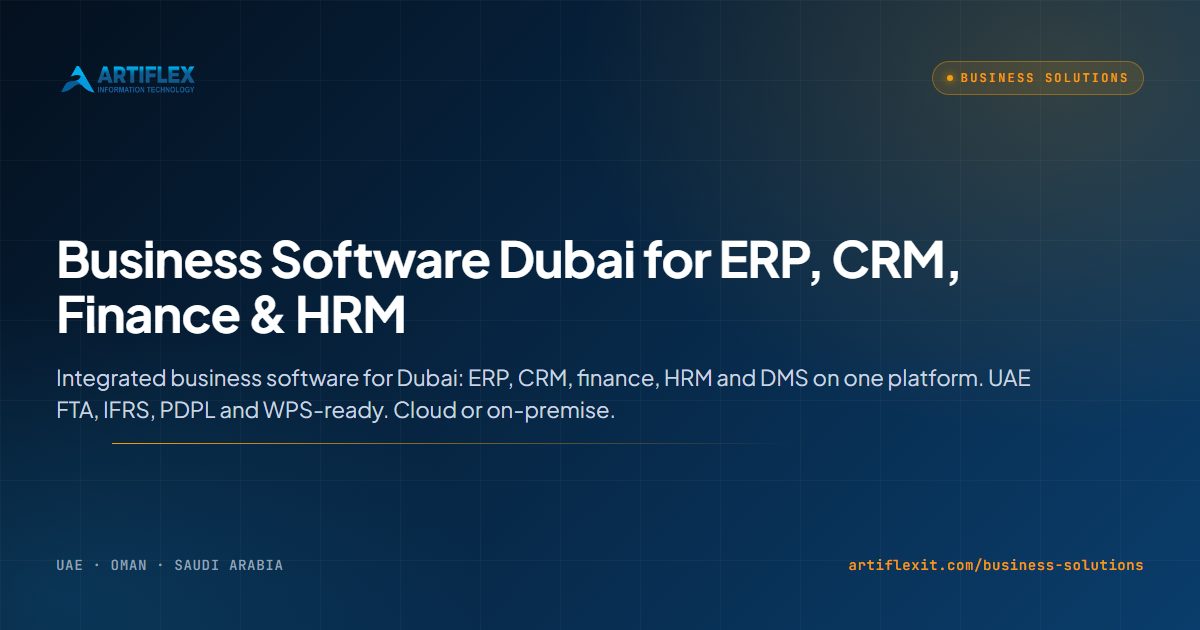 ARTIFLEX
INFORMATION TECHNOLOGY
BUSINESS SOLUTIONS
Business Software Dubai for ERP, CRM,
Finance & HRM
Integrated business software for Dubai: ERP, CRM, finance, HRM and DMS on one platform. UAE
FTA, IFRS, PDPL and WPS-ready. Cloud or on-premise.
UAE · OMAN · SAUDI ARABIA
artiflexit.com/business-solutions